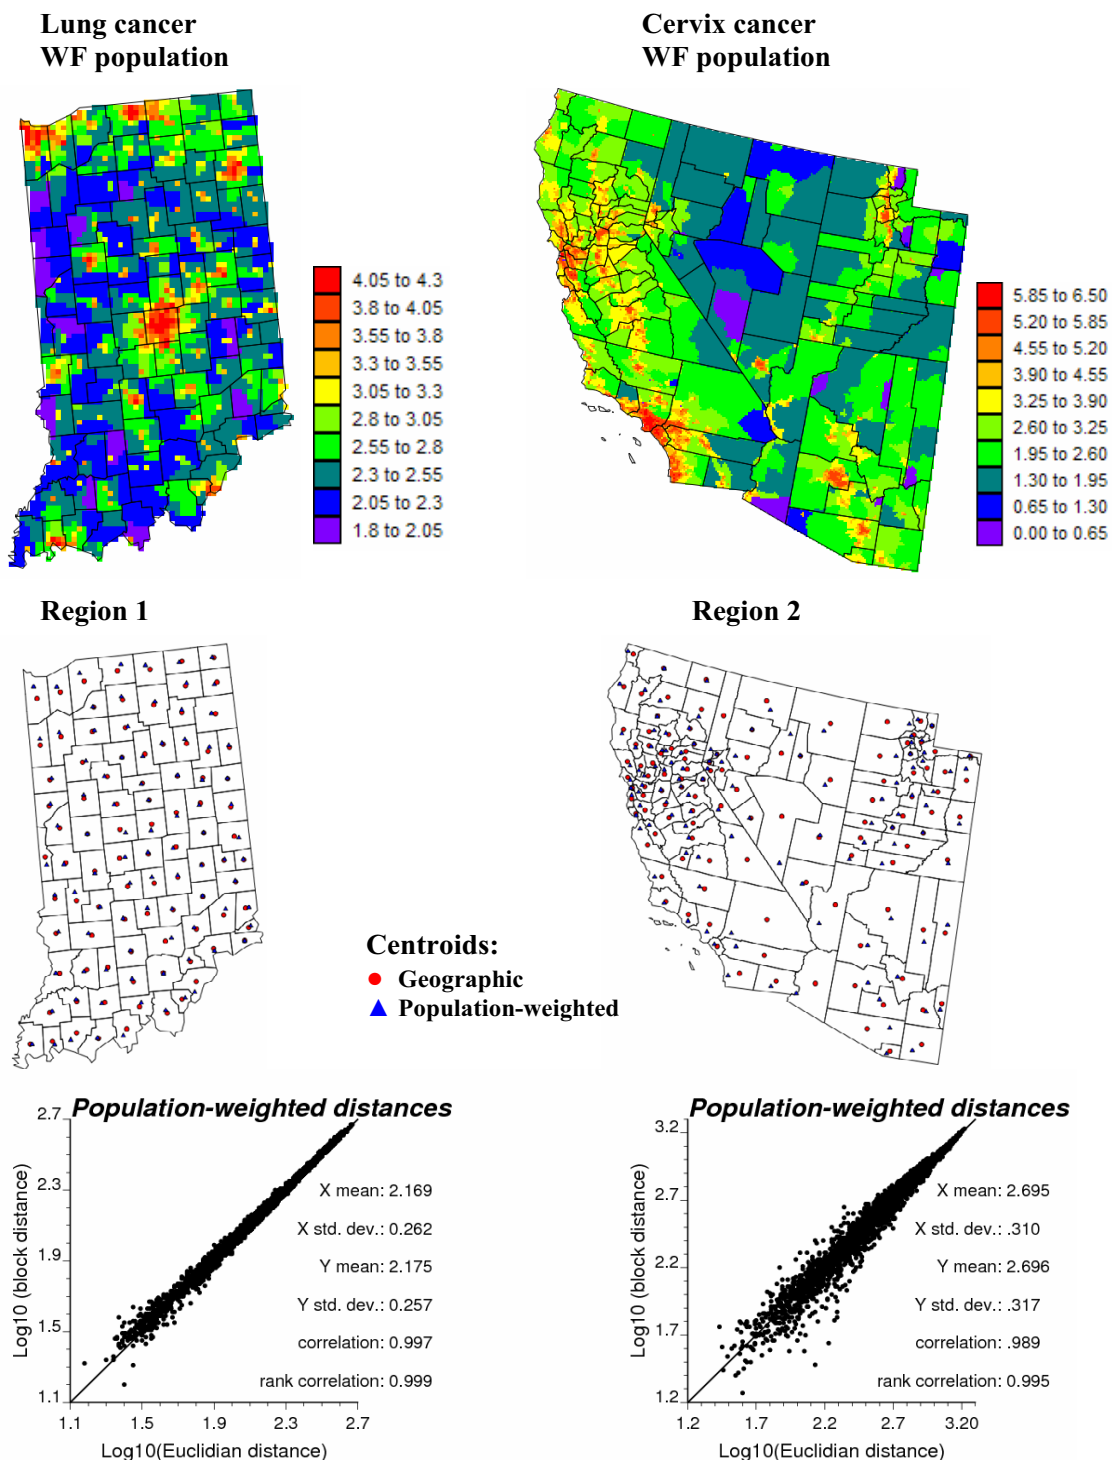 Lung cancer
WF population
Cervix cancer
WF population
4.05 to 4.3
3.8 to 4.05
3.55 to 3.8
3.3 to 3.55
3.05 to 3.3
2.8 to 3.05
2.55 to 2.8
2.3 to 2.55
2.05 to 2.3
1.8 to 2.05
5.85 to 6.50
5.20 to 5.85
4.55 to 5.20
3.90 to 4.55
3.25 to 3.90
2.60 to 3.25
1.95 to 2.60
1.30 to 1.95
0.65 to 1.30
0.00 to 0.65
Region 1
Region 2
Centroids:
Geographic
Population-weighted
Population-weighted distances
2.7
2.3
1.9
1.5
1.1
Log10 (block distance)
X mean: 2.169
X std. dev.: 0.262
Y mean: 2.175
Y std. dev.: 0.257
correlation: 0.997
rank correlation: 0.999
1.1 1.5 1.9 2.3 2.7
Log10(Euclidian distance)
Population-weighted distances
3.2
2.7
2.2
1.7
1.2
Log10 (block distance)
X mean: 2.695
X std. dev.: .310
Y mean: 2.696
Y std. dev.: .317
correlation: .989
rank correlation: 0.995
1.2 1.7 2.2 2.7 3.20
Log10(Euclidian distance)